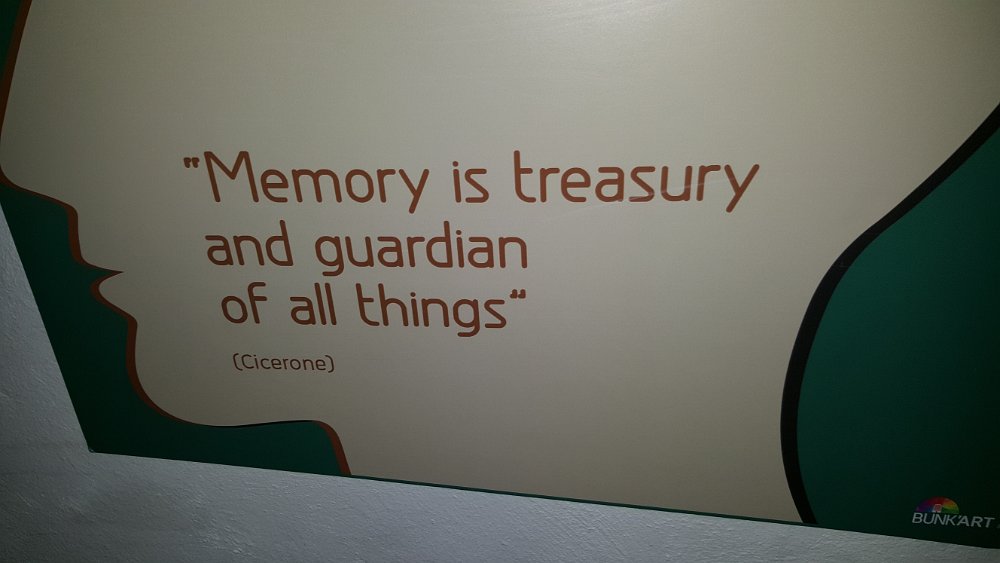 "Memory is treasury
and guardian
of all things"
(Cicerone)
BUNK'ART